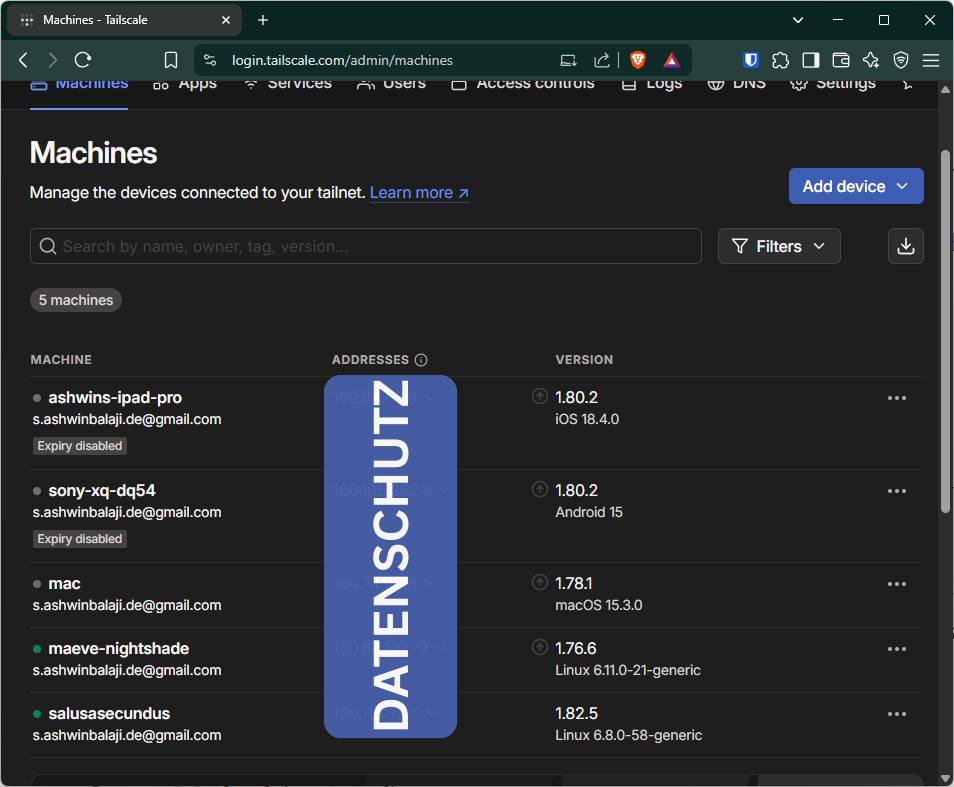 Machines - Tailscale
login.tailscale.com/admin/machines
Machines Apps Services Users Access controls Logs DNS Settings
Machines
Manage the devices connected to your tailnet. Learn more ↗
Add device
Search by name, owner, tag, version...
Filters
5 machines
MACHINE ADDRESSES VERSION
DATENSCHUTZ
ashwins-ipad-pro 1.80.2
s.ashwinbalaji.de@gmail.com iOS 18.4.0
Expiry disabled
sony-xq-dq54 1.80.2
s.ashwinbalaji.de@gmail.com Android 15
Expiry disabled
mac 1.78.1
s.ashwinbalaji.de@gmail.com macOS 15.3.0
maeve-nightshade 1.76.6
s.ashwinbalaji.de@gmail.com Linux 6.11.0-21-generic
salusasecundus 1.82.5
s.ashwinbalaji.de@gmail.com Linux 6.8.0-58-generic